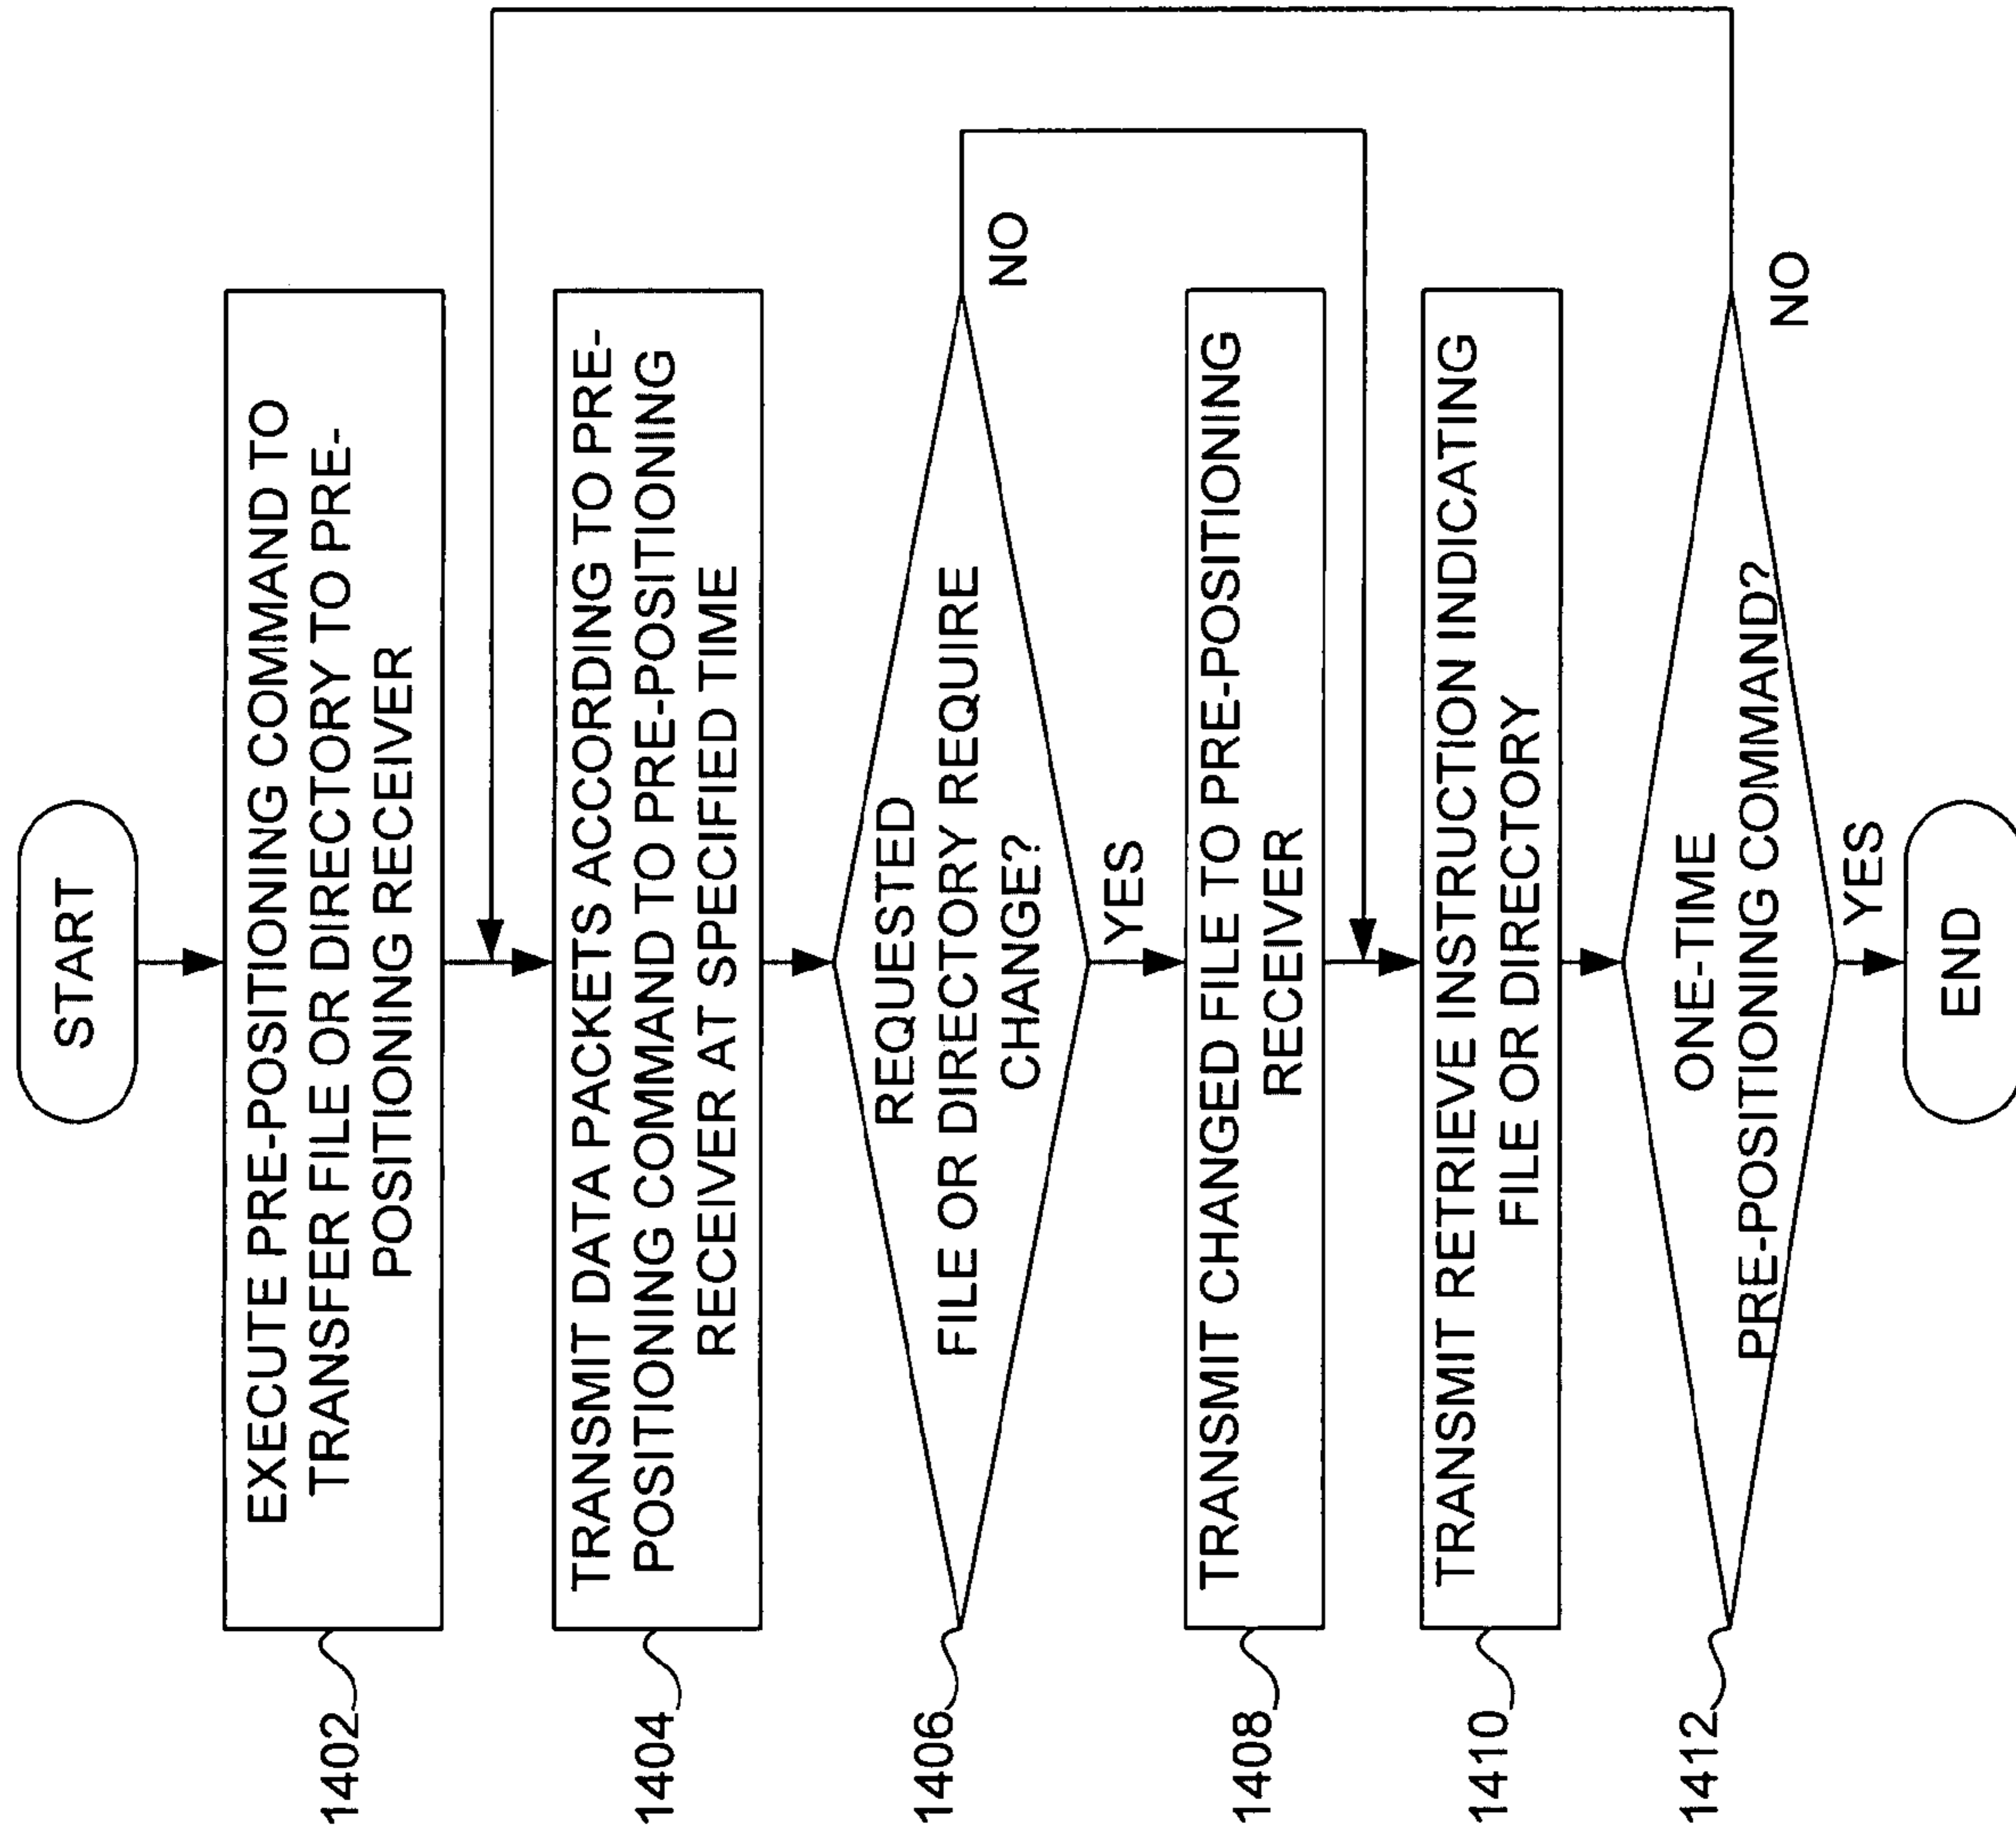 START
1402
EXECUTE PRE-POSITIONING COMMAND TO
TRANSFER FILE OR DIRECTORY TO PRE-
POSITIONING RECEIVER
1404
TRANSMIT DATA PACKETS ACCORDING TO PRE-
POSITIONING COMMAND TO PRE-POSITIONING
RECEIVER AT SPECIFIED TIME
1406
REQUESTED
FILE OR DIRECTORY REQUIRE
CHANGE?
NO
YES
1408
TRANSMIT CHANGED FILE TO PRE-POSITIONING
RECEIVER
1410
TRANSMIT RETRIEVE INSTRUCTION INDICATING
FILE OR DIRECTORY
1412
ONE-TIME
PRE-POSITIONING COMMAND?
NO
YES
END